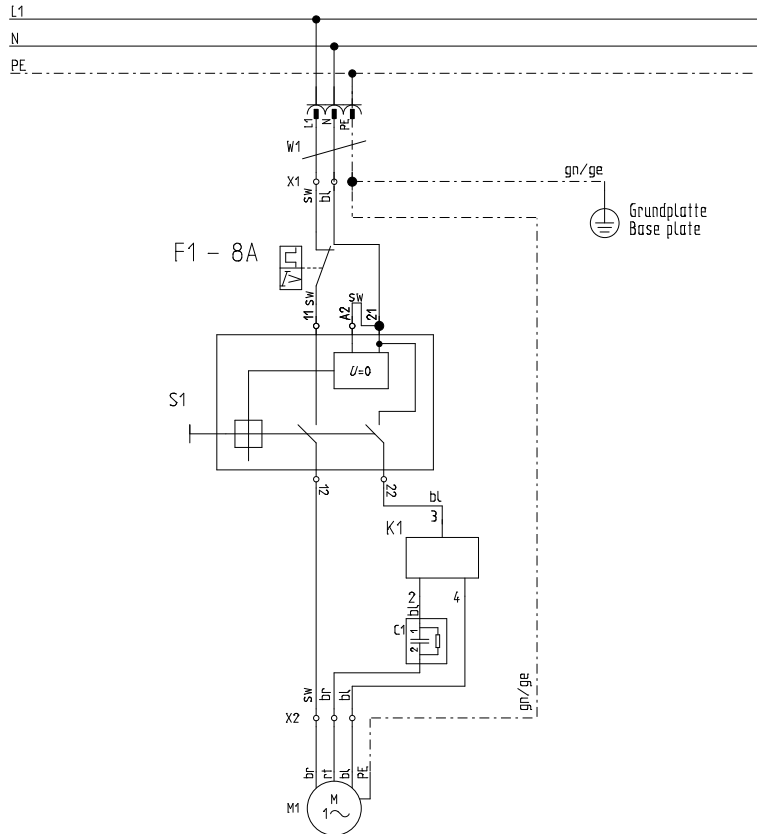 L1
N
PE
L1
N
PE
W1
X1
sw
bl
gn/ge
Grundplatte
Base plate
F1 - 8A
I>
sw
11
A2
sw
21
U=0
S1
12
22
bl
3
K1
2
4
bl
C1
1
2
sw
br
bl
gn/ge
X2
br
rt
bl
PE
M1
M
1~